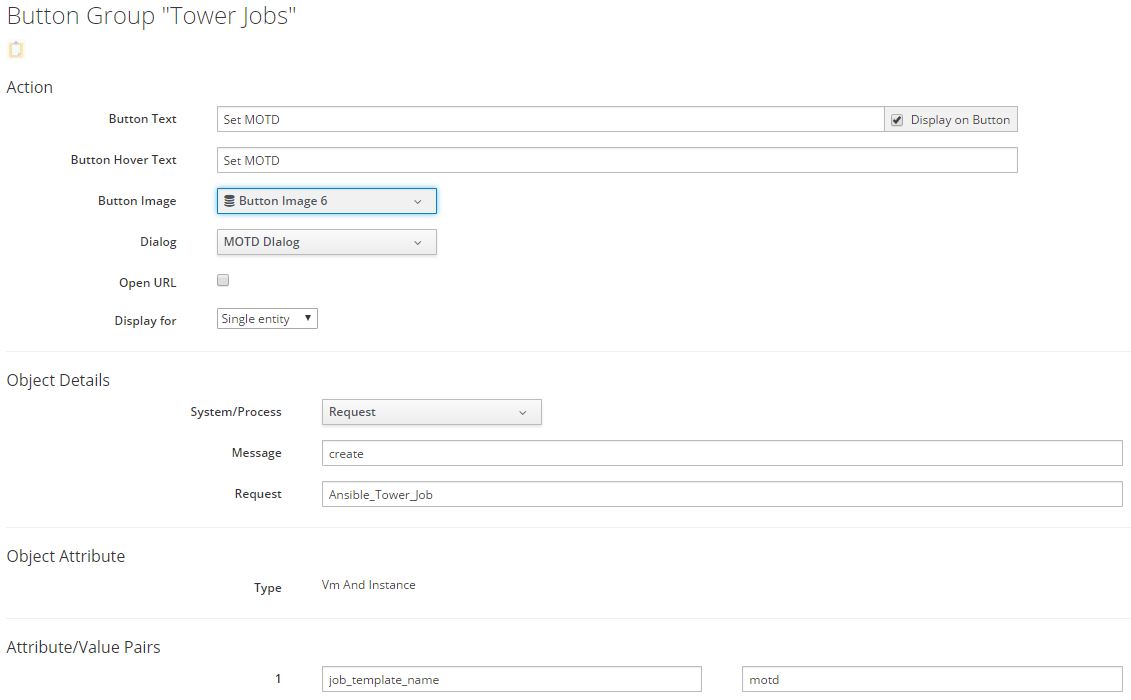 Button Group "Tower Jobs"
Action
Button Text Set MOTD Display on Button
Button Hover Text Set MOTD
Button Image Button Image 6
Dialog MOTD DIalog
Open URL
Display for Single entity
Object Details
System/Process Request
Message create
Request Ansible_Tower_Job
Object Attribute
Type Vm And Instance
Attribute/Value Pairs
1 job_template_name motd